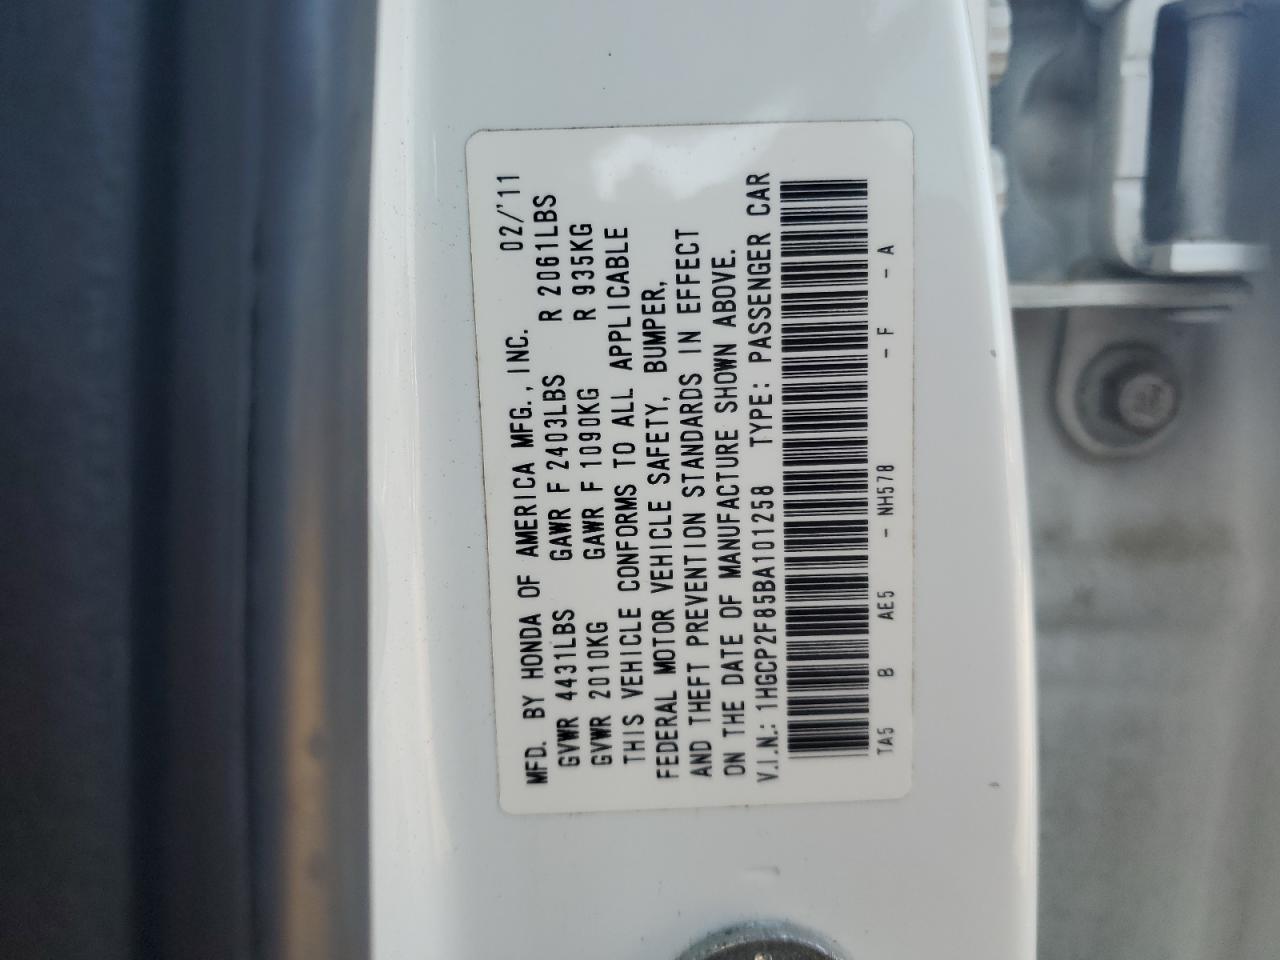 MFD. BY HONDA OF AMERICA MFG., INC. 02/'11
GVWR 4431LBS GAWR F 2403LBS R 2061LBS
GVWR 2010KG GAWR F 1090KG R 935KG
THIS VEHICLE CONFORMS TO ALL APPLICABLE
FEDERAL MOTOR VEHICLE SAFETY, BUMPER,
AND THEFT PREVENTION STANDARDS IN EFFECT
ON THE DATE OF MANUFACTURE SHOWN ABOVE.
V.I.N.: 1HGCP2F85BA101258 TYPE: PASSENGER CAR
TA5 B AE5 - NH578 - F - A